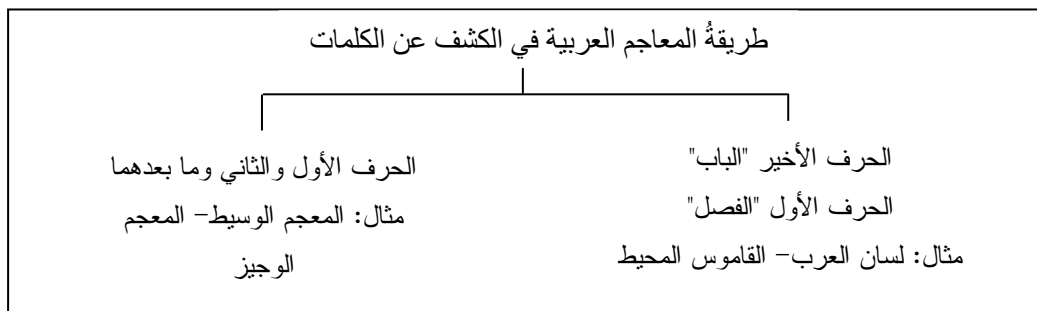 طريقةُ المعاجم العربية في الكشف عن الكلمات
الحرف الأخير "الباب"
الحرف الأول "الفصل"
مثال: لسان العرب– القاموس المحيط
الحرف الأول والثاني وما بعدهما
مثال: المعجم الوسيط– المعجم
الوجيز